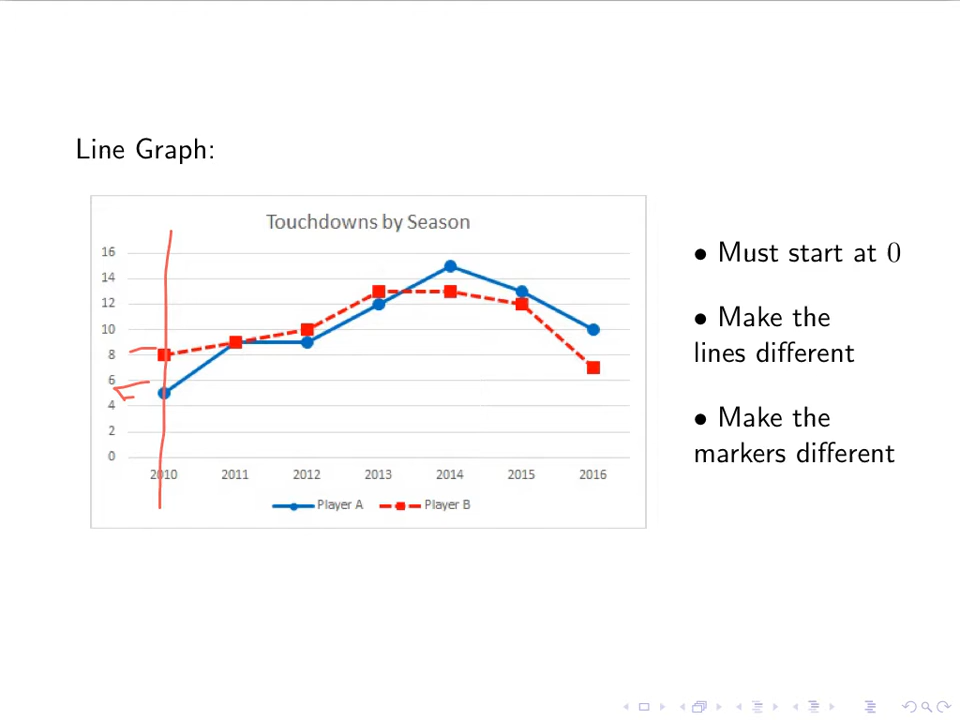 Line Graph:
Touchdowns by Season
16
14
12
10
8
6
4
2
0
2010 2011 2012 2013 2014 2015 2016
Player A Player B
• Must start at 0
• Make the
lines different
• Make the
markers different